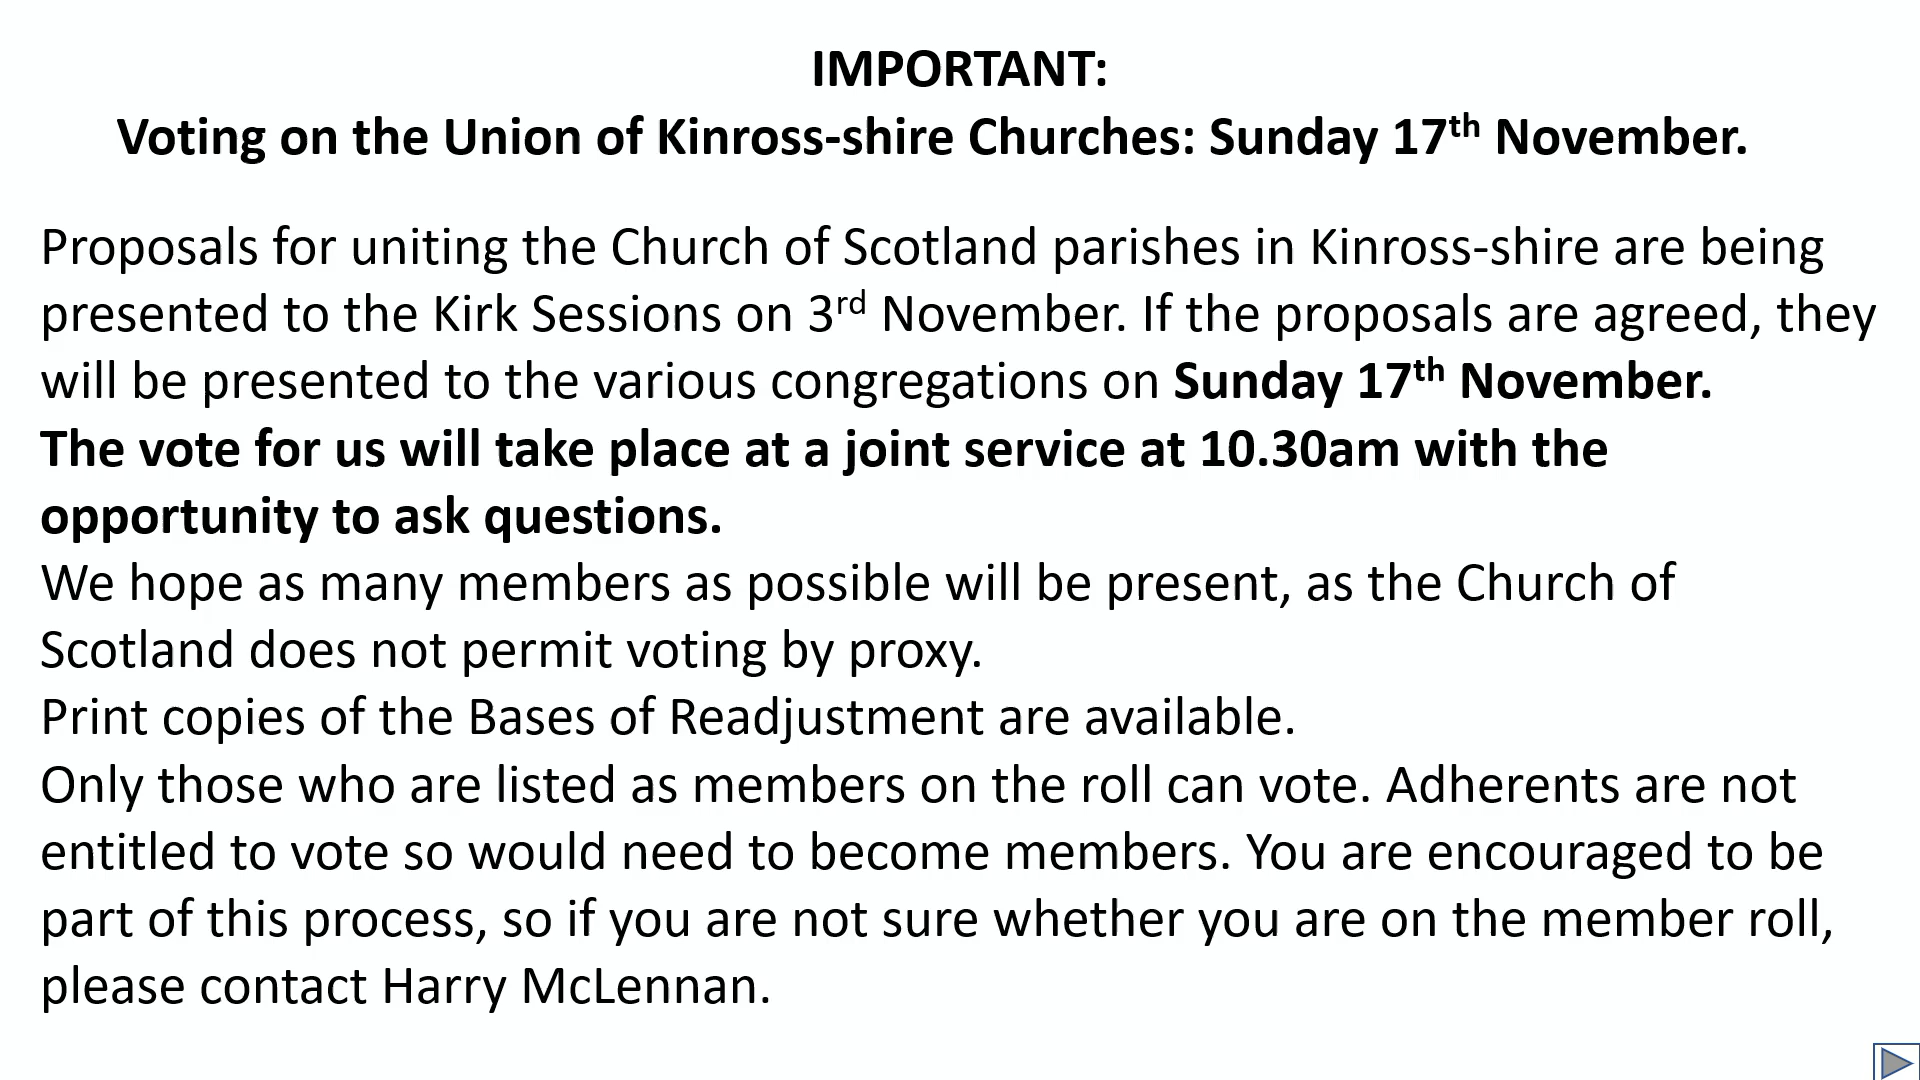 IMPORTANT:
Voting on the Union of Kinross-shire Churches: Sunday 17th November.
Proposals for uniting the Church of Scotland parishes in Kinross-shire are being
presented to the Kirk Sessions on 3rd November. If the proposals are agreed, they
will be presented to the various congregations on Sunday 17th November.
The vote for us will take place at a joint service at 10.30am with the
opportunity to ask questions.
We hope as many members as possible will be present, as the Church of
Scotland does not permit voting by proxy.
Print copies of the Bases of Readjustment are available.
Only those who are listed as members on the roll can vote. Adherents are not
entitled to vote so would need to become members. You are encouraged to be
part of this process, so if you are not sure whether you are on the member roll,
please contact Harry McLennan.